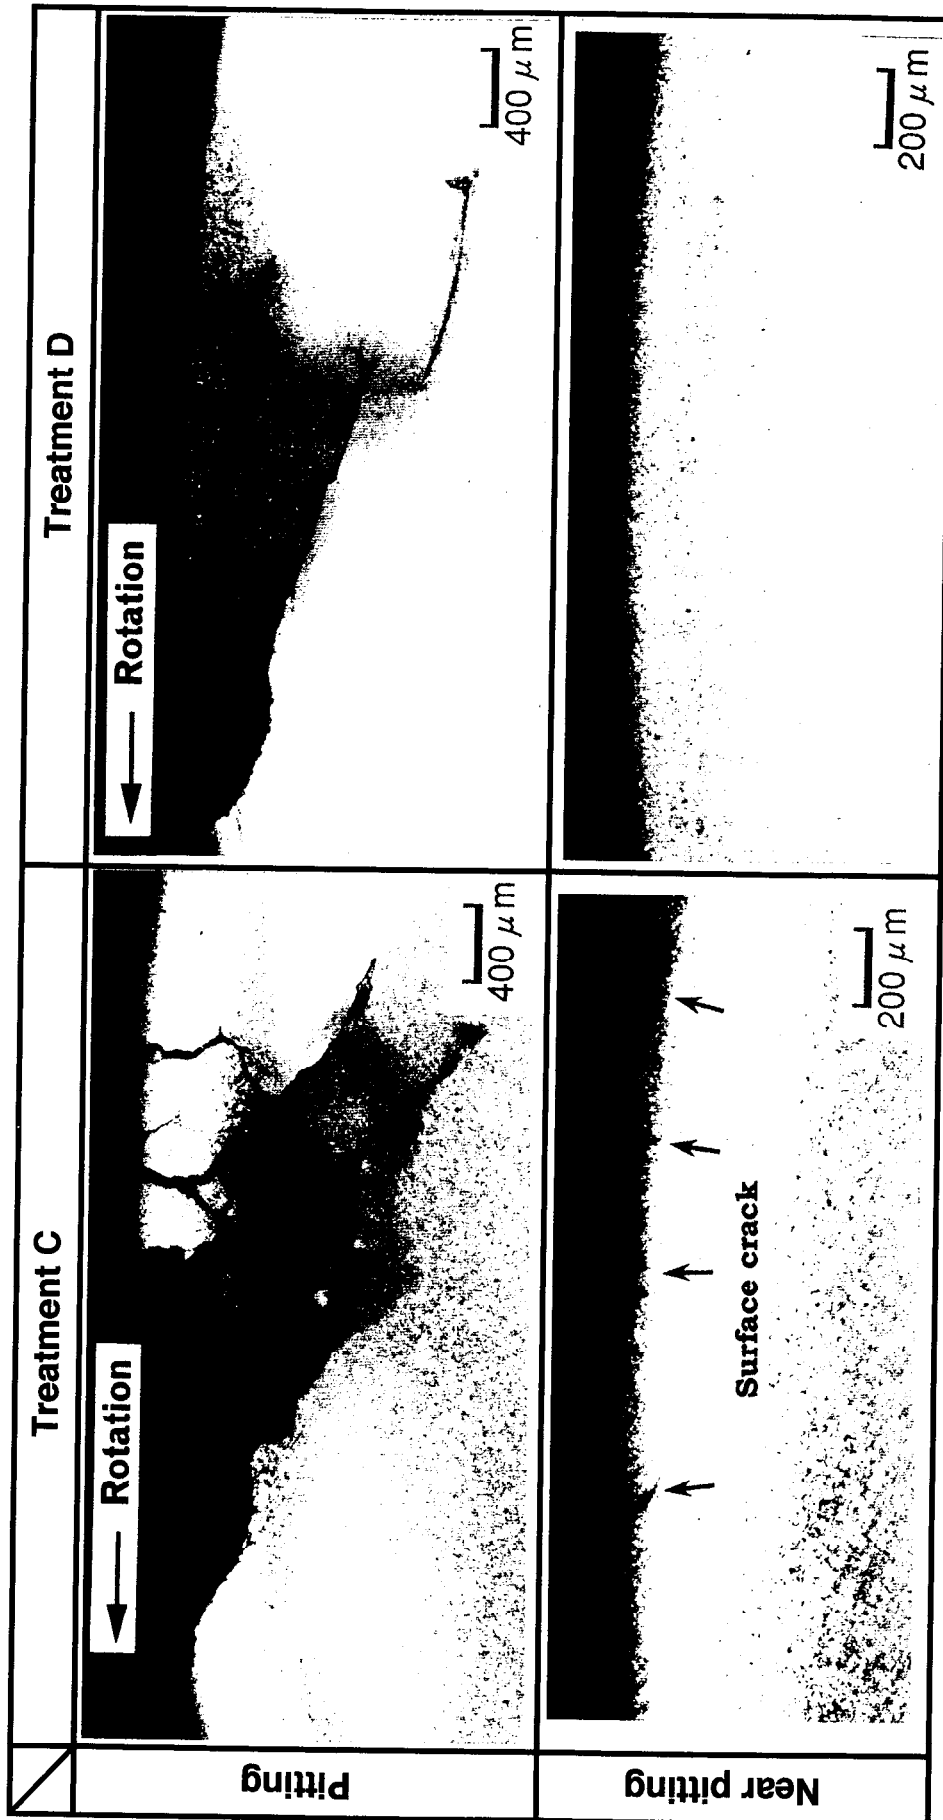 Treatment C
Treatment D
Pitting
Rotation
400 μm
Rotation
400 μm
Near pitting
Surface crack
200 μm
200 μm